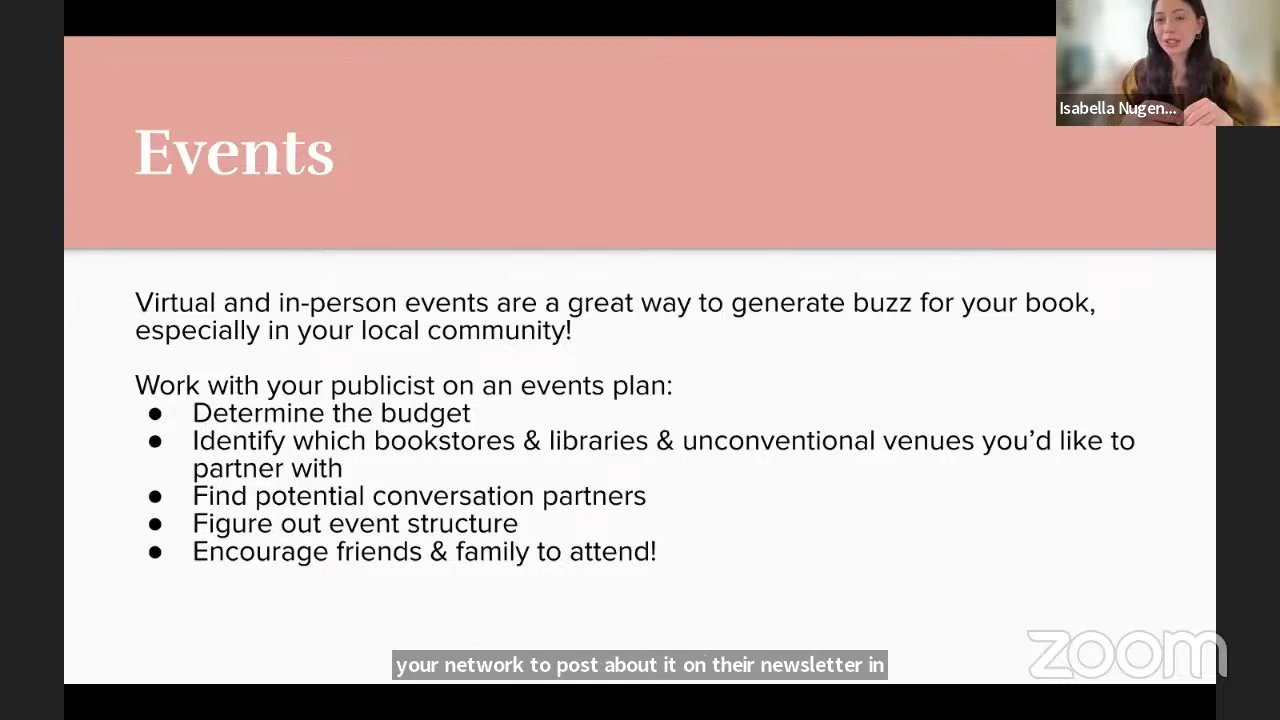 Isabella Nugen...
Events
Virtual and in-person events are a great way to generate buzz for your book,
especially in your local community!
Work with your publicist on an events plan:
● Determine the budget
● Identify which bookstores & libraries & unconventional venues you’d like to
partner with
● Find potential conversation partners
● Figure out event structure
● Encourage friends & family to attend!
your network to post about it on their newsletter in
zoom